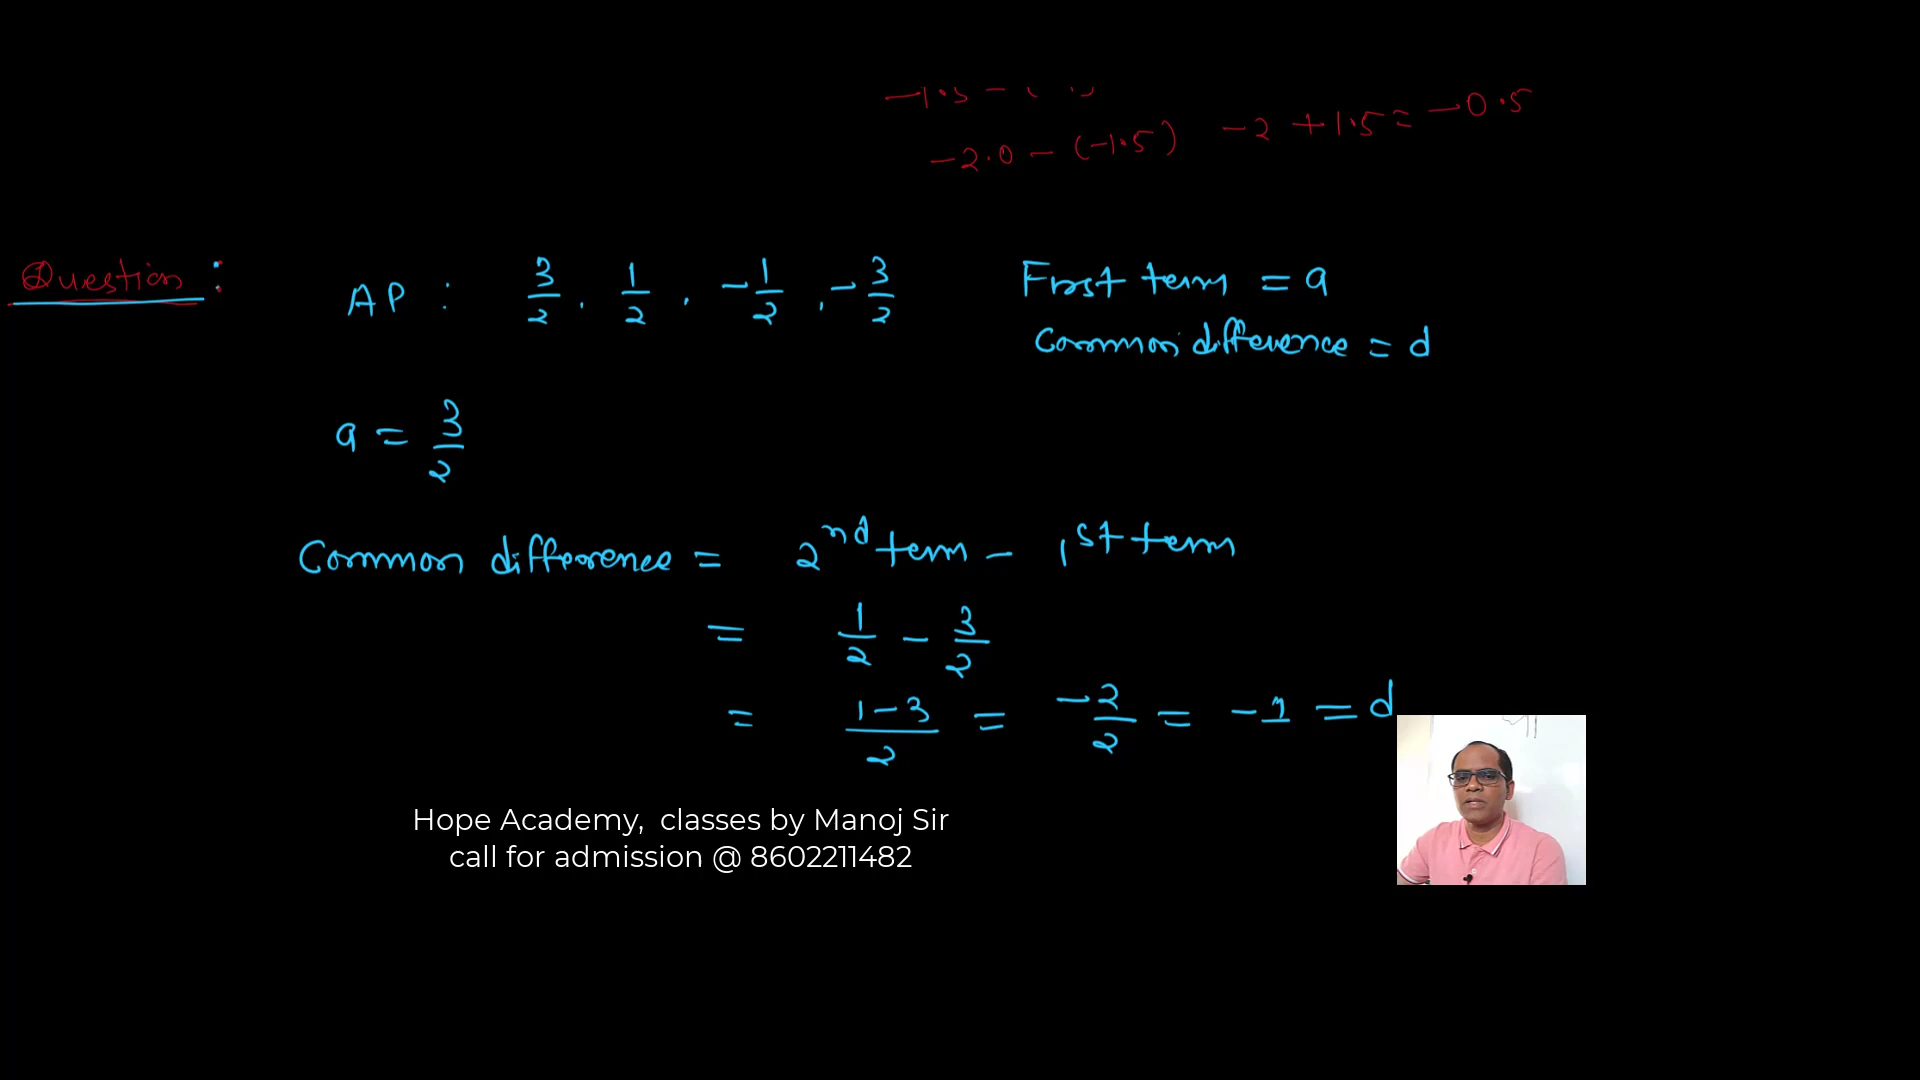 -2.0 - (-1.5) -2 + 1.5 = -0.5
Question :
AP : 3/2 , 1/2 , -1/2 , -3/2
First term = a
Common difference = d
a = 3/2
Common difference = 2nd term - 1st term
= 1/2 - 3/2
= (1-3)/2 = -2/2 = -1 = d
Hope Academy, classes by Manoj Sir
call for admission @ 8602211482